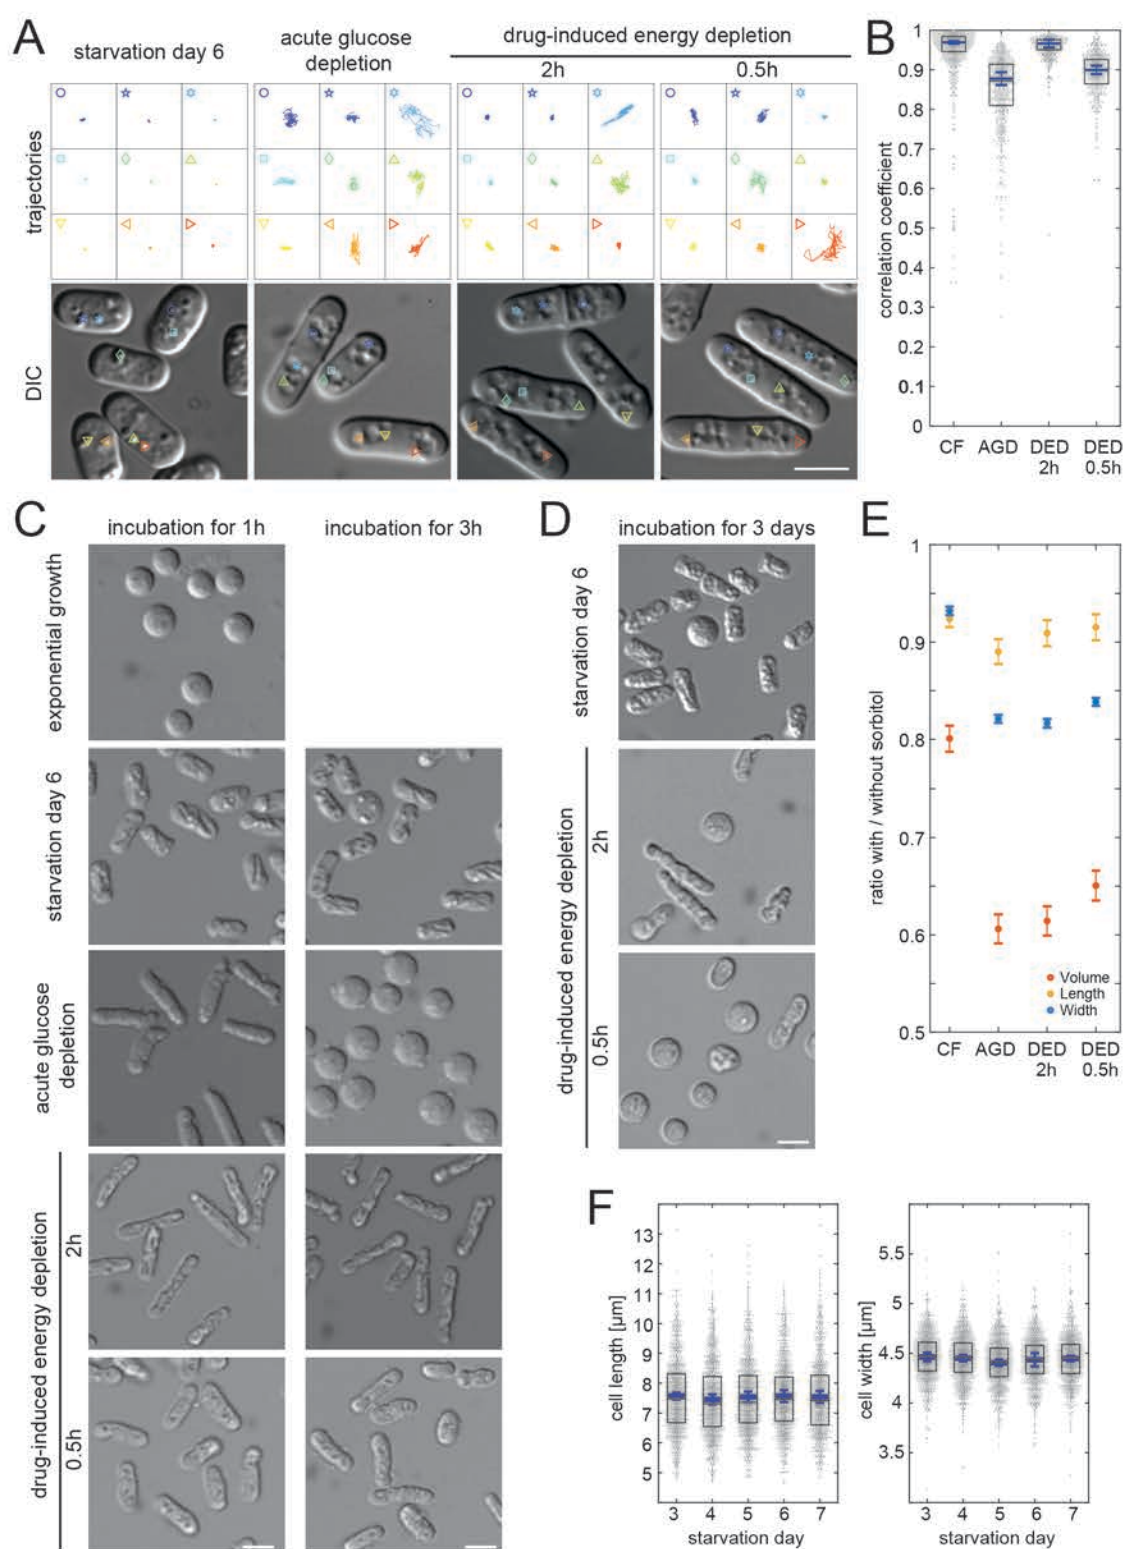 A
starvation day 6
acute glucose
depletion
drug-induced energy depletion
2h
0.5h
trajectories
DIC
B
correlation coefficient
1
0.9
0.8
0.7
0.6
0.5
0.4
0.3
0.2
0.1
0
CF
AGD
DED
2h
DED
0.5h
C
incubation for 1h
incubation for 3h
exponential growth
starvation day 6
acute glucose
depletion
drug-induced energy depletion
2h
0.5h
D
incubation for 3 days
starvation day 6
drug-induced energy depletion
2h
0.5h
E
ratio with / without sorbitol
1
0.9
0.8
0.7
0.6
0.5
Volume
Length
Width
CF
AGD
DED
2h
DED
0.5h
F
cell length [µm]
13
12
11
10
9
8
7
6
5
3 4 5 6 7
starvation day
cell width [µm]
5.5
5
4.5
4
3.5
3 4 5 6 7
starvation day